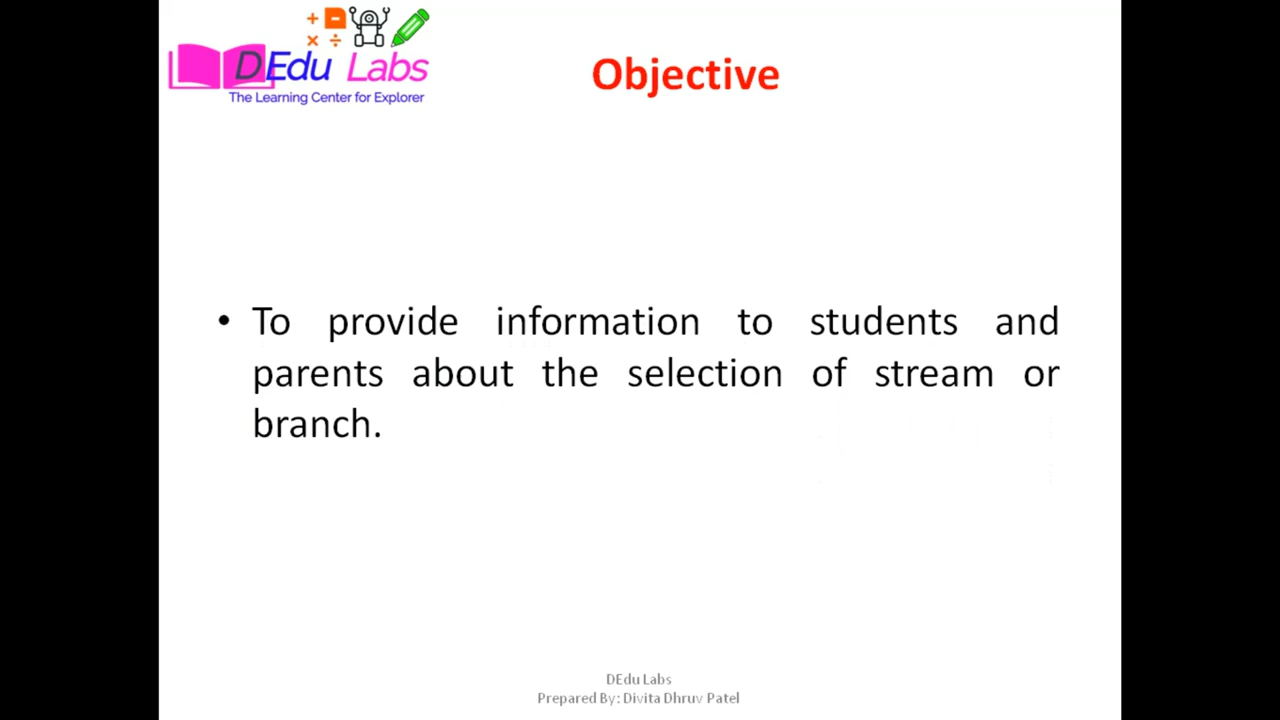 DEdu Labs
The Learning Center for Explorer
Objective
• To provide information to students and
parents about the selection of stream or
branch.
DEdu Labs
Prepared By: Divita Dhruv Patel